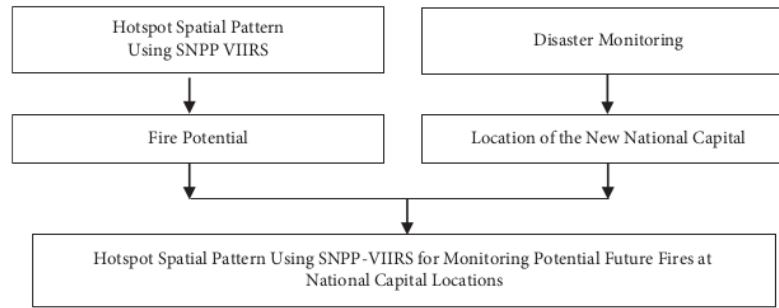 Hotspot Spatial Pattern
Using SNPP VIIRS
Disaster Monitoring
Fire Potential
Location of the New National Capital
Hotspot Spatial Pattern Using SNPP-VIIRS for Monitoring Potential Future Fires at
National Capital Locations